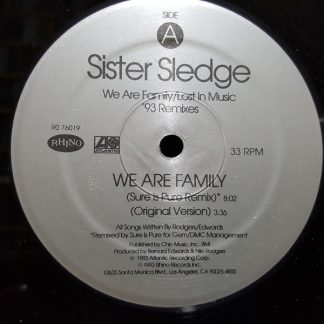 SIDE
A
Sister Sledge
We Are Family/Lost In Music
'93 Remixes
R0 76019
RHINO
ATLANTIC
33 RPM
WE ARE FAMILY
(Sure Is Pure Remix)* 8:02
(Original Version) 3:36
All Songs Written By Rodgers/Edwards
*Remixed by Sure Is Pure for Gem/DMC Management
Published by Chic Music, Inc. BMI
Produced by Bernard Edwards & Nile Rodgers
℗ 1993 Atlantic Recording Corp.
© 1993 Rhino Records Inc.
10635 Santa Monica Blvd., Los Angeles, CA 90025-4900